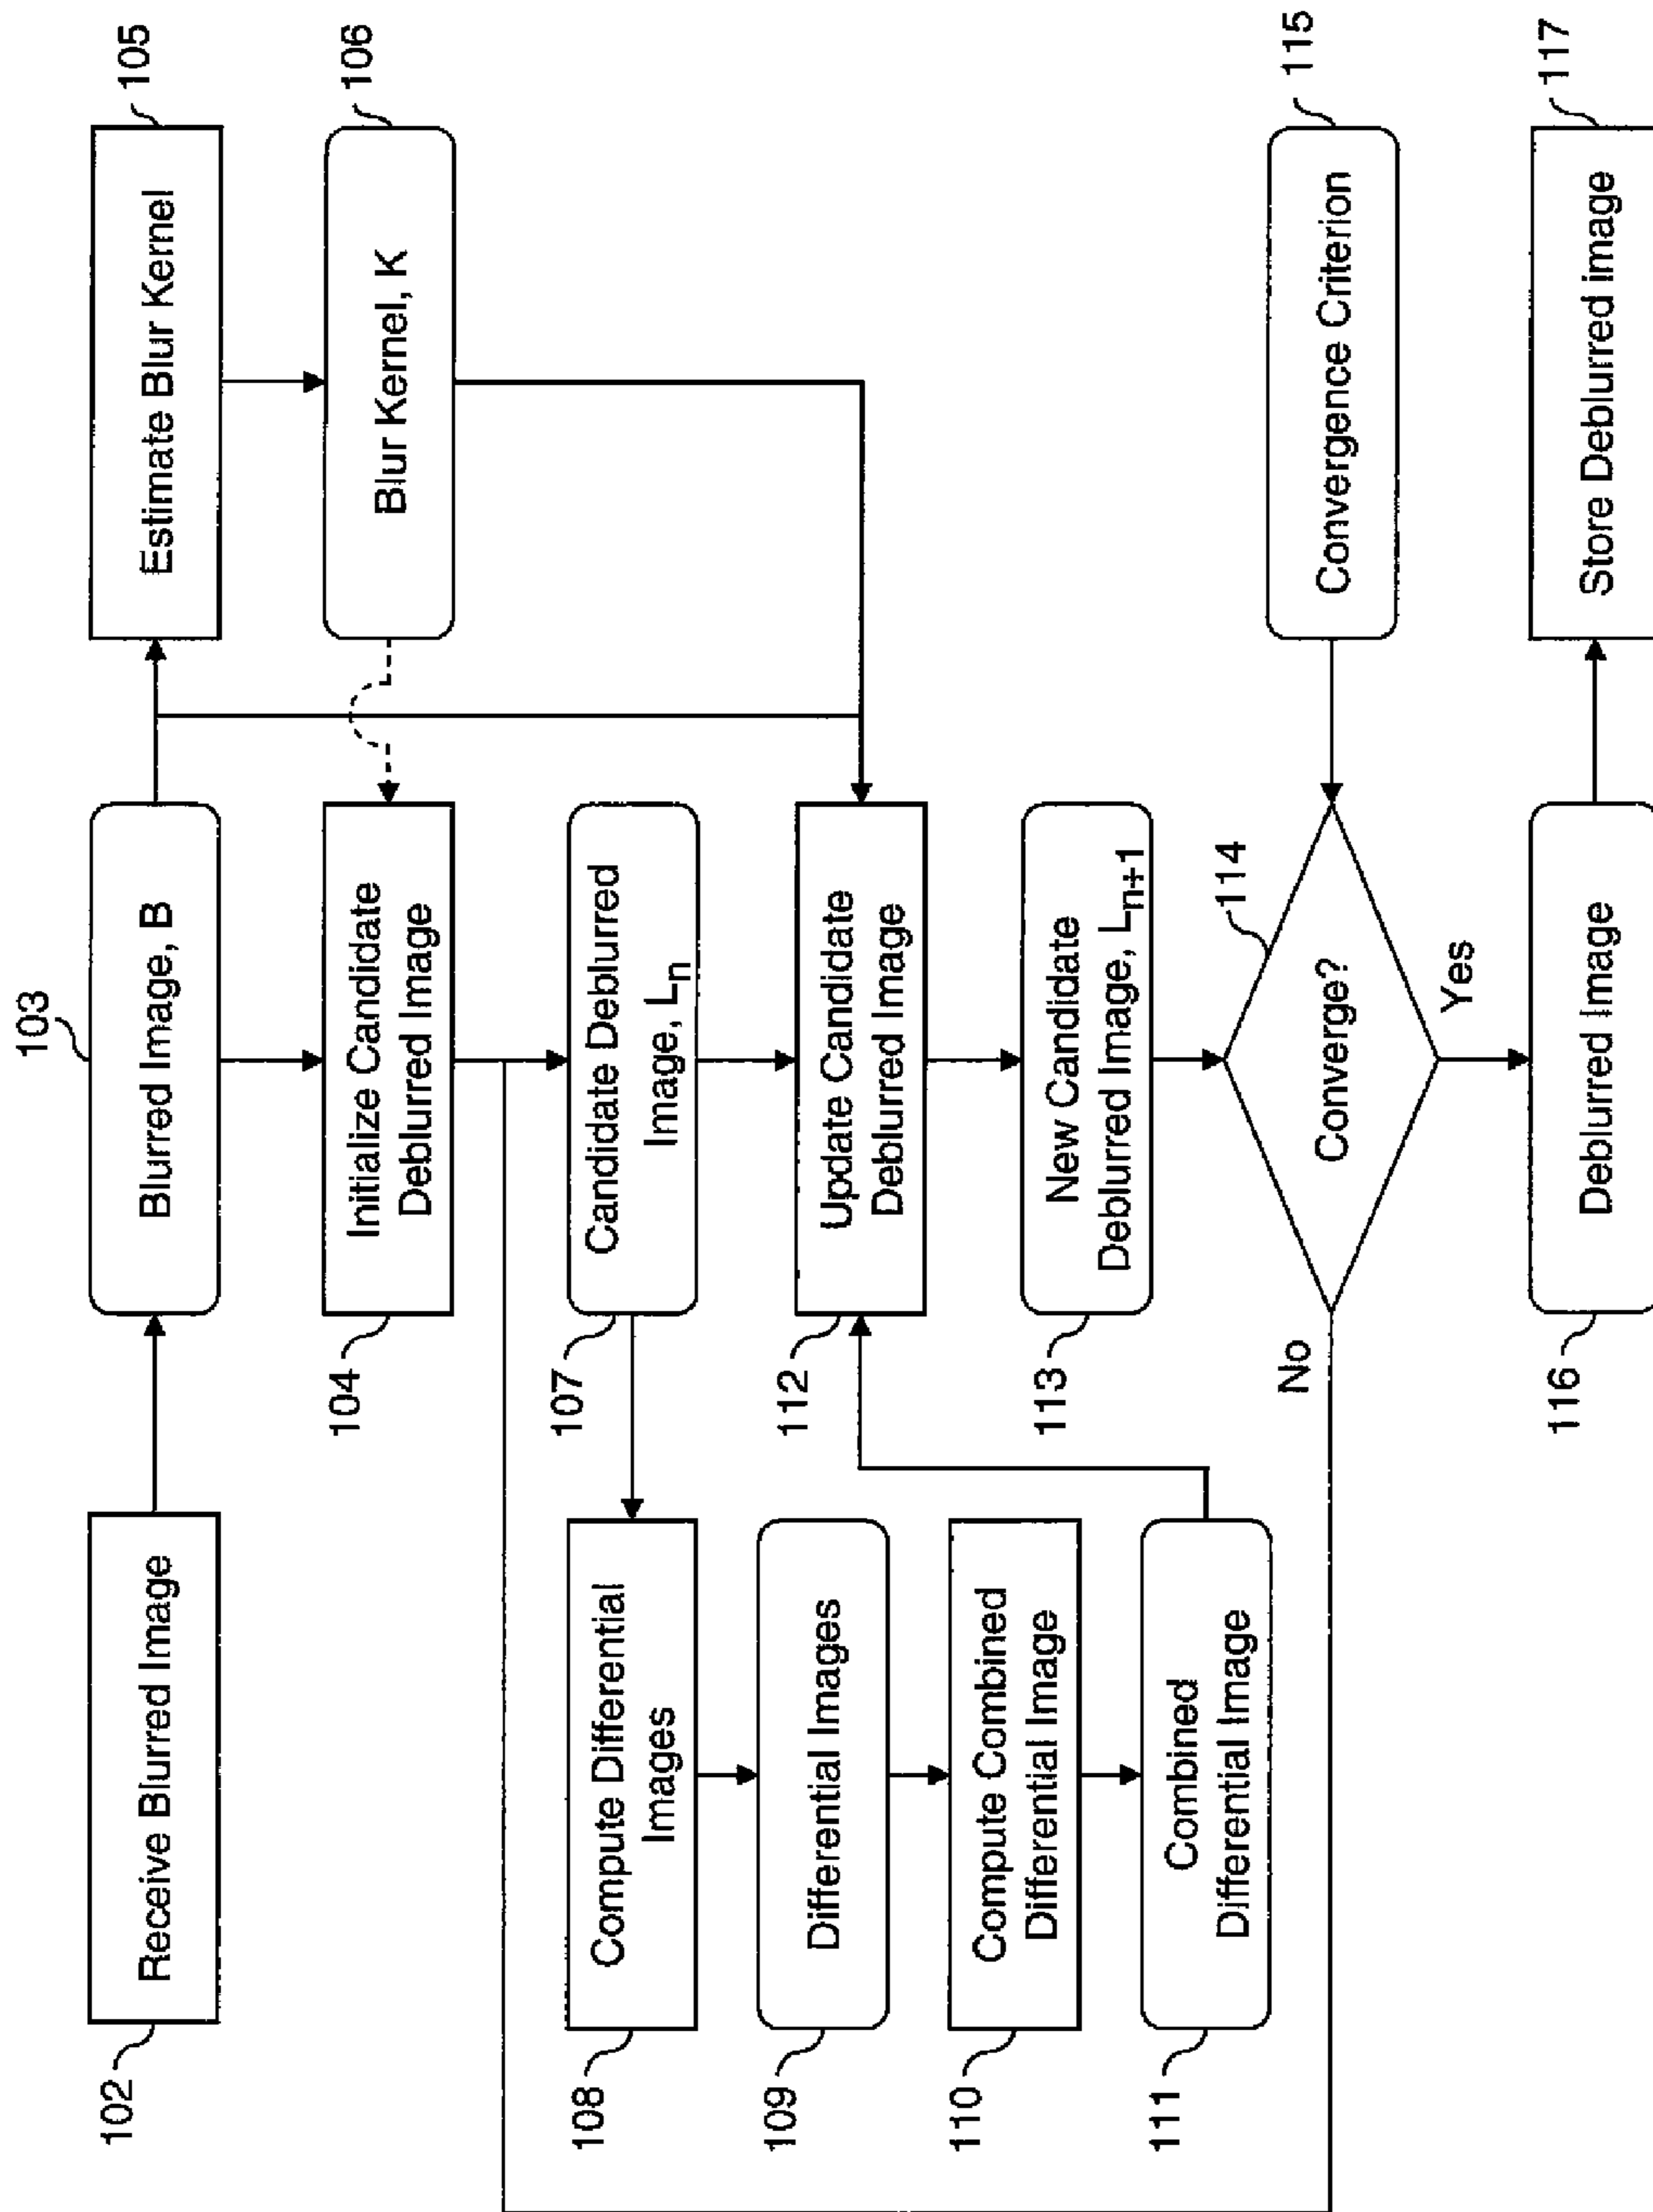 102
Receive Blurred Image
103
Blurred Image, B
105
Estimate Blur Kernel
104
Initialize Candidate
Deblurred Image
106
Blur Kernel, K
107
Candidate Deblurred
Image, Ln
108
Compute Differential
Images
109
Differential Images
110
Compute Combined
Differential Image
111
Combined
Differential Image
112
Update Candidate
Deblurred Image
113
New Candidate
Deblurred Image, Ln+1
114
Converge?
No
Yes
115
Convergence Criterion
116
Deblurred Image
117
Store Deblurred image